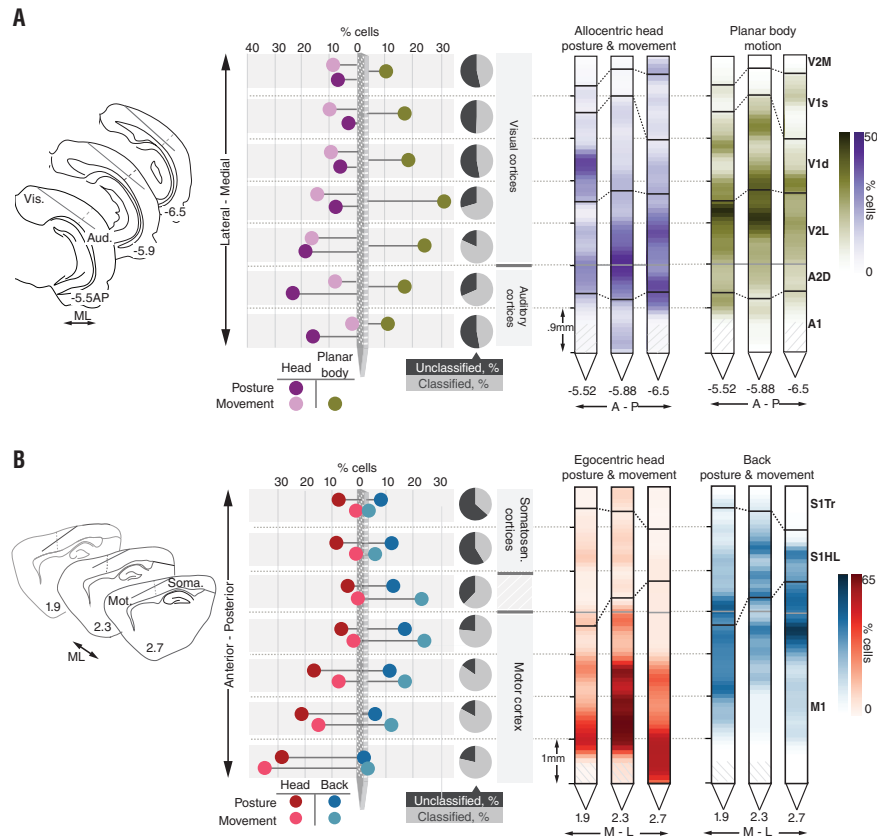 A
% cells
40 30 20 10 0 10 20 30
Lateral - Medial
Visual cortices
Auditory cortices
Vis.
Aud.
-6.5
-5.9
-5.5AP
ML
Head
Planar body
Posture
Movement
Unclassified, %
Classified, %
Allocentric head posture & movement
Planar body motion
.9mm
-5.52 -5.88 -6.5
A - P
-5.52 -5.88 -6.5
A - P
V2M
V1s
V1d
V2L
A2D
A1
50
% cells
0
B
% cells
30 20 10 0 10 20 30
Anterior - Posterior
Somatosen. cortices
Motor cortex
Soma.
Mot.
1.9
2.3
2.7
ML
Head Back
Posture
Movement
Unclassified, %
Classified, %
Egocentric head posture & movement
Back posture & movement
1mm
1.9 2.3 2.7
M - L
1.9 2.3 2.7
M - L
S1Tr
S1HL
M1
65
% cells
0